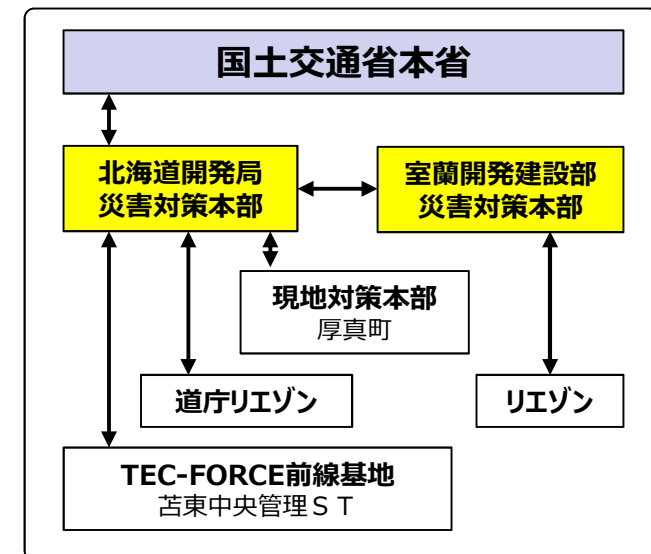 国土交通省本省
北海道開発局
災害対策本部
室蘭開発建設部
災害対策本部
現地対策本部
厚真町
道庁リエゾン
リエゾン
TEC-FORCE前線基地
苫東中央管理ＳＴ